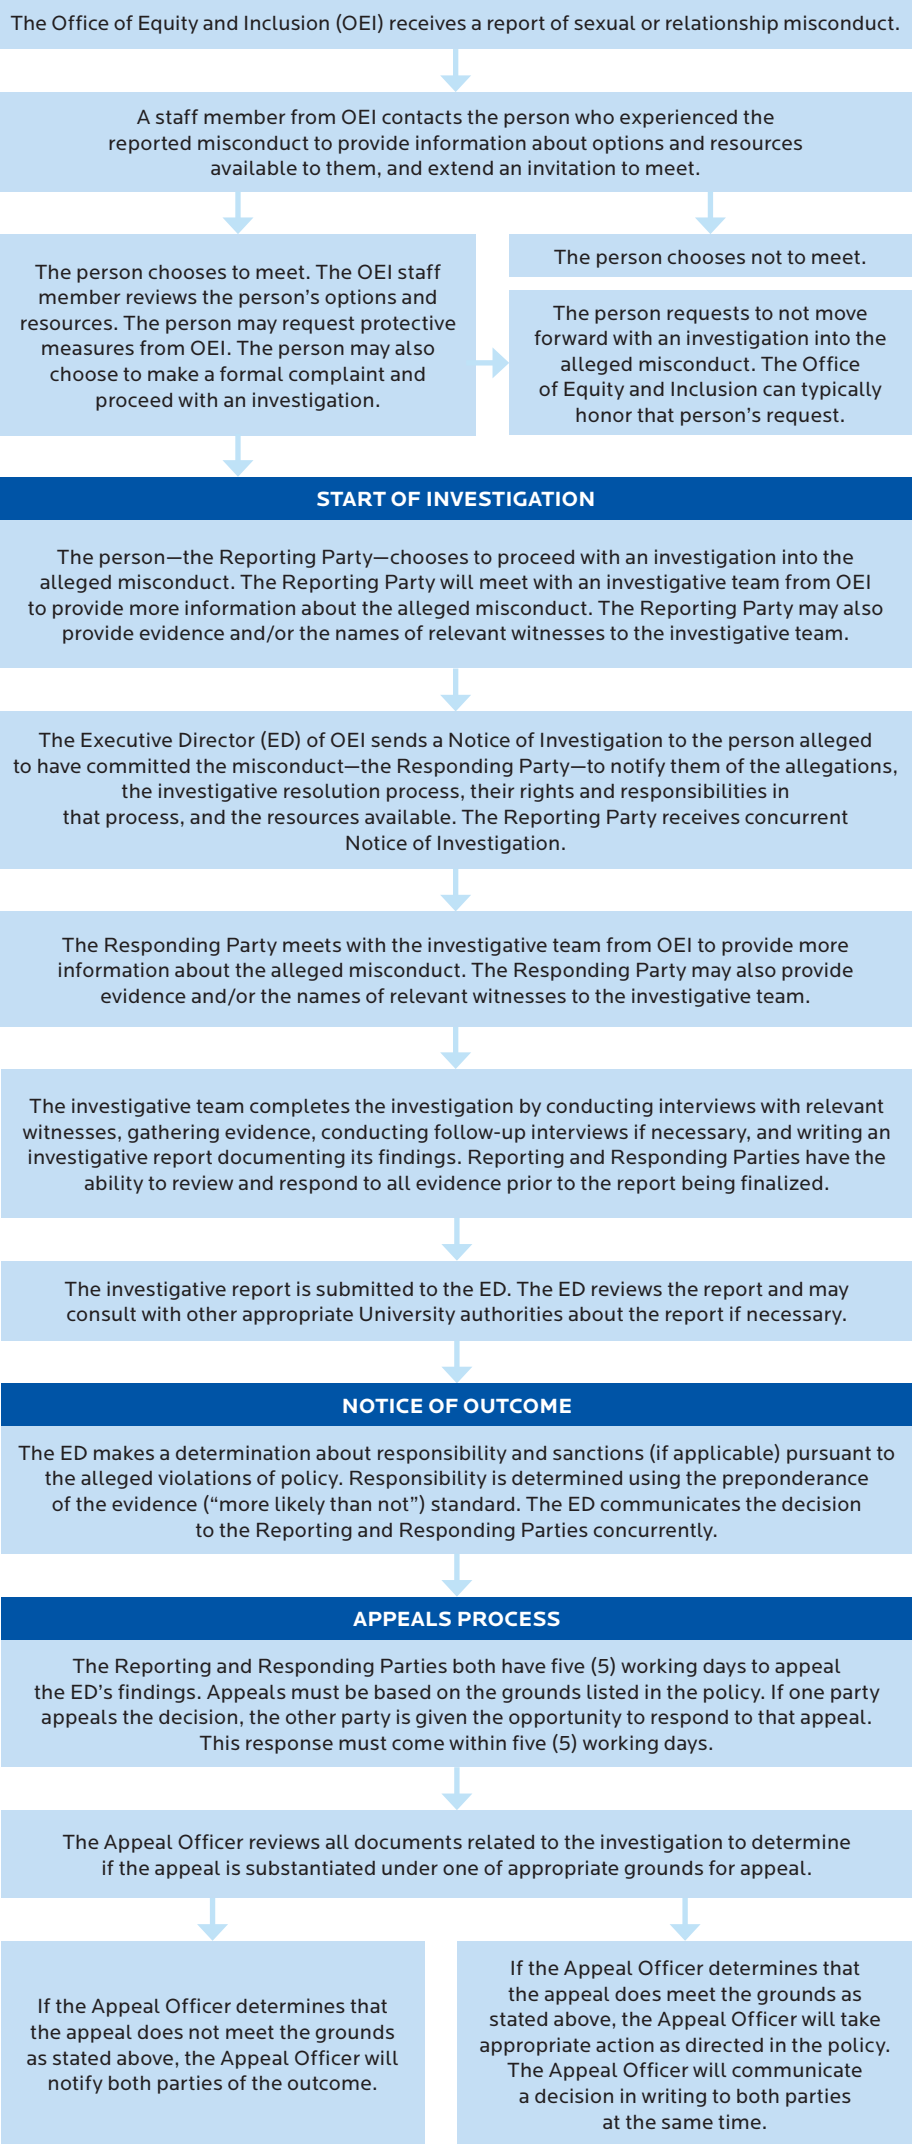 The Office of Equity and Inclusion (OEI) receives a report of sexual or relationship misconduct.
A staff member from OEI contacts the person who experienced the
reported misconduct to provide information about options and resources
available to them, and extend an invitation to meet.
The person chooses to meet. The OEI staff
member reviews the person’s options and
resources. The person may request protective
measures from OEI. The person may also
choose to make a formal complaint and
proceed with an investigation.
The person chooses not to meet.
The person requests to not move
forward with an investigation into the
alleged misconduct. The Office
of Equity and Inclusion can typically
honor that person’s request.
START OF INVESTIGATION
The person—the Reporting Party—chooses to proceed with an investigation into the
alleged misconduct. The Reporting Party will meet with an investigative team from OEI
to provide more information about the alleged misconduct. The Reporting Party may also
provide evidence and/or the names of relevant witnesses to the investigative team.
The Executive Director (ED) of OEI sends a Notice of Investigation to the person alleged
to have committed the misconduct—the Responding Party—to notify them of the allegations,
the investigative resolution process, their rights and responsibilities in
that process, and the resources available. The Reporting Party receives concurrent
Notice of Investigation.
The Responding Party meets with the investigative team from OEI to provide more
information about the alleged misconduct. The Responding Party may also provide
evidence and/or the names of relevant witnesses to the investigative team.
The investigative team completes the investigation by conducting interviews with relevant
witnesses, gathering evidence, conducting follow-up interviews if necessary, and writing an
investigative report documenting its findings. Reporting and Responding Parties have the
ability to review and respond to all evidence prior to the report being finalized.
The investigative report is submitted to the ED. The ED reviews the report and may
consult with other appropriate University authorities about the report if necessary.
NOTICE OF OUTCOME
The ED makes a determination about responsibility and sanctions (if applicable) pursuant to
the alleged violations of policy. Responsibility is determined using the preponderance
of the evidence (“more likely than not”) standard. The ED communicates the decision
to the Reporting and Responding Parties concurrently.
APPEALS PROCESS
The Reporting and Responding Parties both have five (5) working days to appeal
the ED’s findings. Appeals must be based on the grounds listed in the policy. If one party
appeals the decision, the other party is given the opportunity to respond to that appeal.
This response must come within five (5) working days.
The Appeal Officer reviews all documents related to the investigation to determine
if the appeal is substantiated under one of appropriate grounds for appeal.
If the Appeal Officer determines that
the appeal does not meet the grounds
as stated above, the Appeal Officer will
notify both parties of the outcome.
If the Appeal Officer determines that
the appeal does meet the grounds as
stated above, the Appeal Officer will take
appropriate action as directed in the policy.
The Appeal Officer will communicate
a decision in writing to both parties
at the same time.